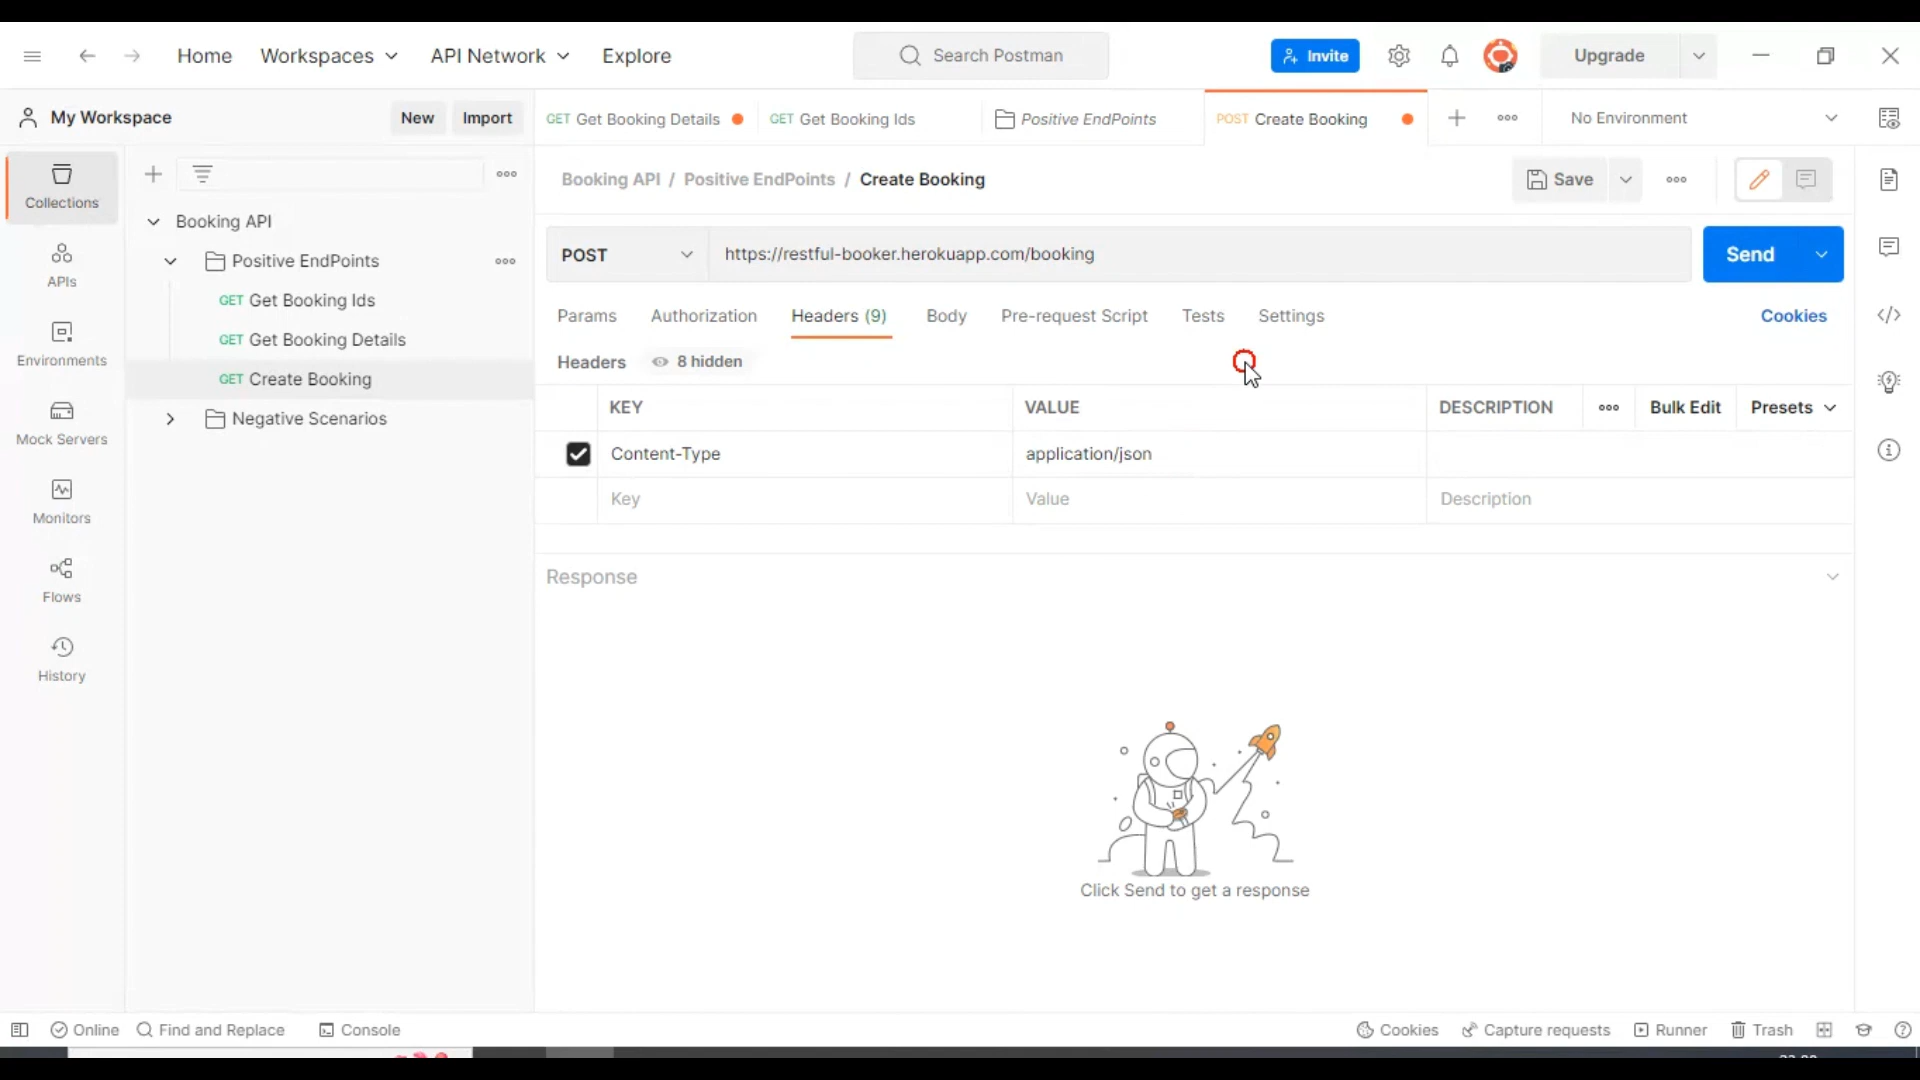 Home Workspaces API Network Explore Search Postman Invite Upgrade
My Workspace New Import
GET Get Booking Details GET Get Booking Ids Positive EndPoints POST Create Booking No Environment
Collections
APIs
Environments
Mock Servers
Monitors
Flows
History
Booking API
Positive EndPoints
GET Get Booking Ids
GET Get Booking Details
GET Create Booking
Negative Scenarios
Booking API / Positive EndPoints / Create Booking Save
POST https://restful-booker.herokuapp.com/booking Send
Params Authorization Headers (9) Body Pre-request Script Tests Settings Cookies
Headers 8 hidden
KEY VALUE DESCRIPTION Bulk Edit Presets
Content-Type application/json
Key Value Description
Response
Click Send to get a response
Online Find and Replace Console Cookies Capture requests Runner Trash